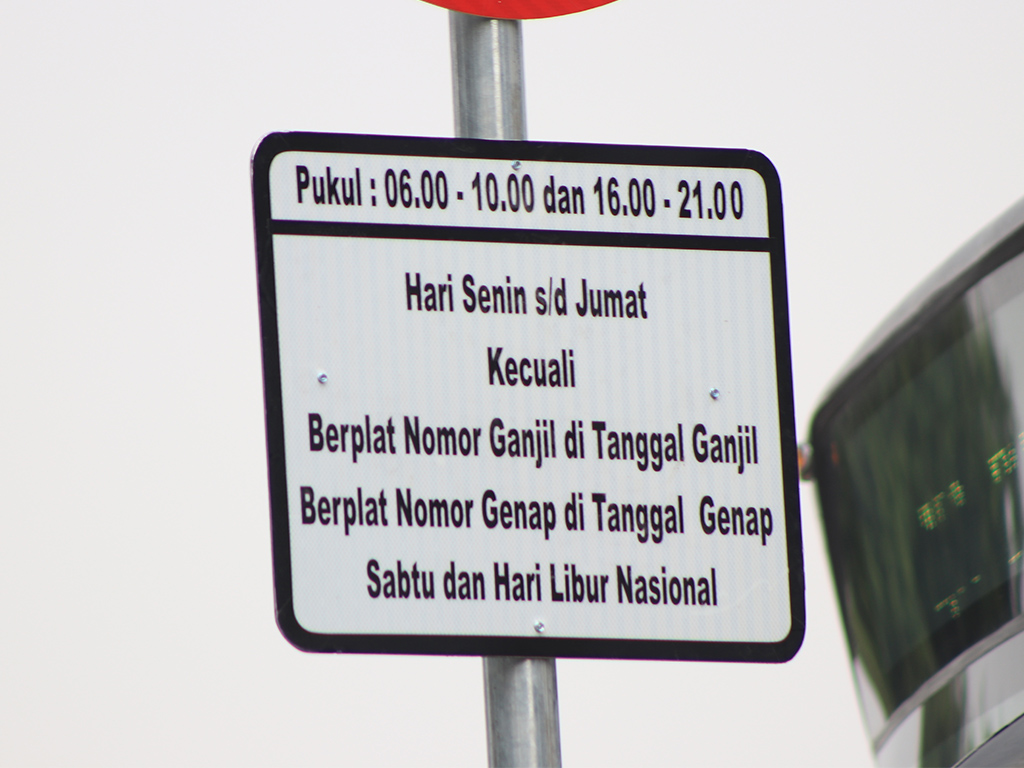 Pukul : 06.00 - 10.00 dan 16.00 - 21.00
Hari Senin s/d Jumat
Kecuali
Berplat Nomor Ganjil di Tanggal Ganjil
Berplat Nomor Genap di Tanggal Genap
Sabtu dan Hari Libur Nasional